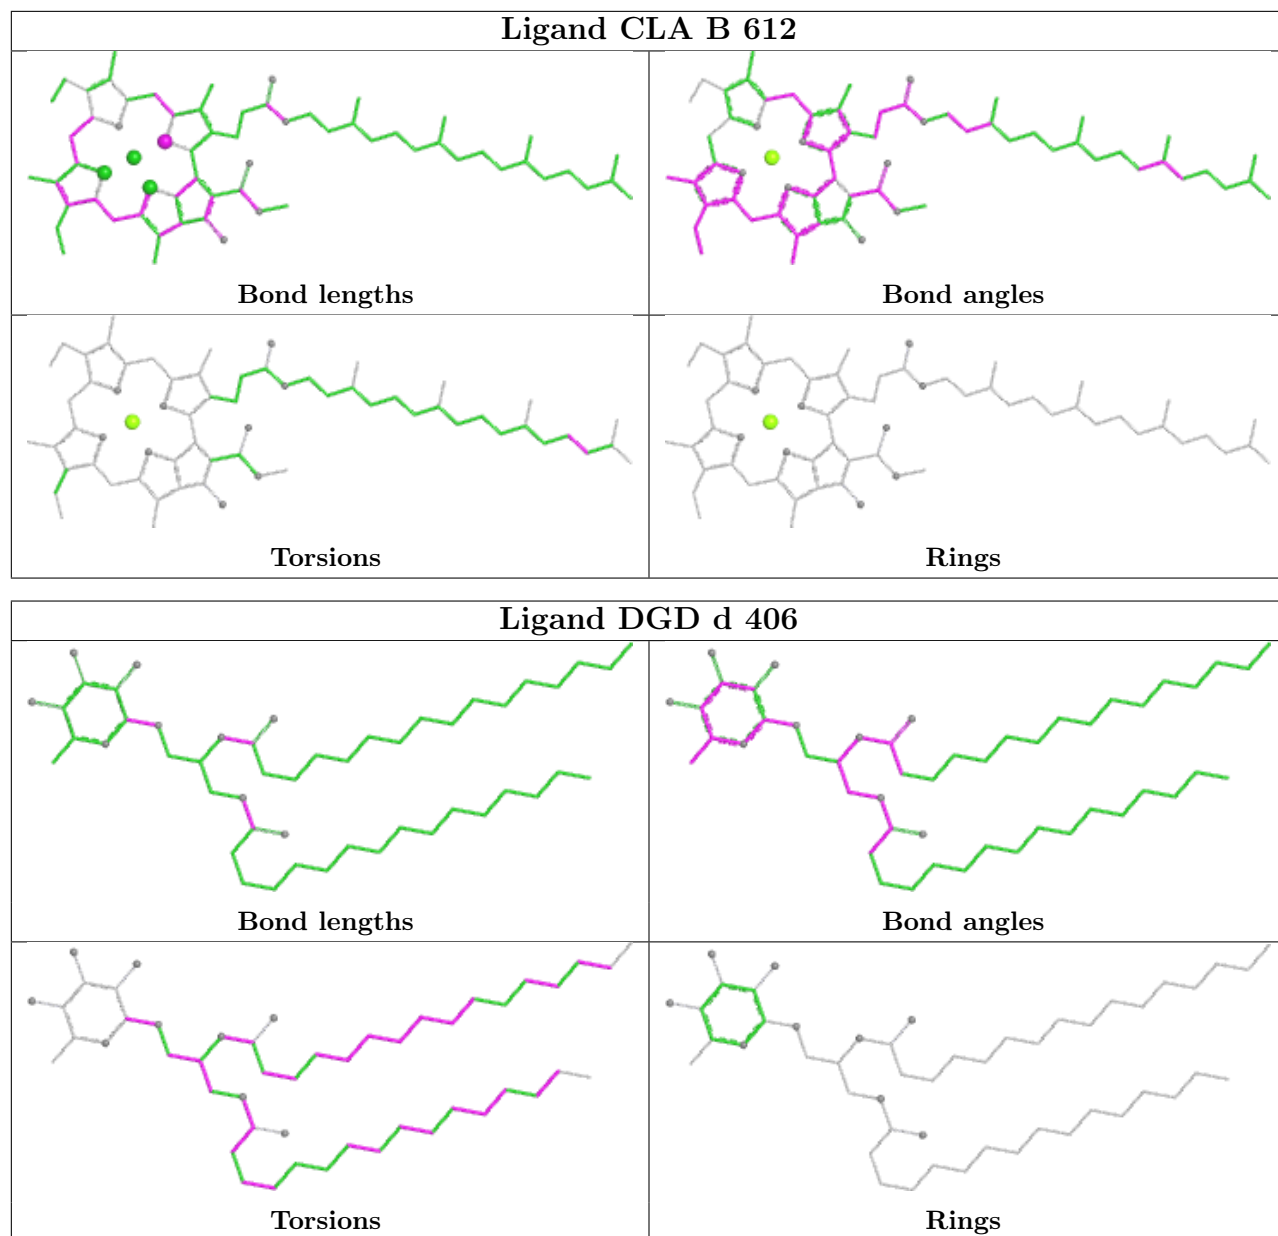 Ligand CLA B 612
Bond lengths
Bond angles
Torsions
Rings
Ligand DGD d 406
Bond lengths
Bond angles
Torsions
Rings